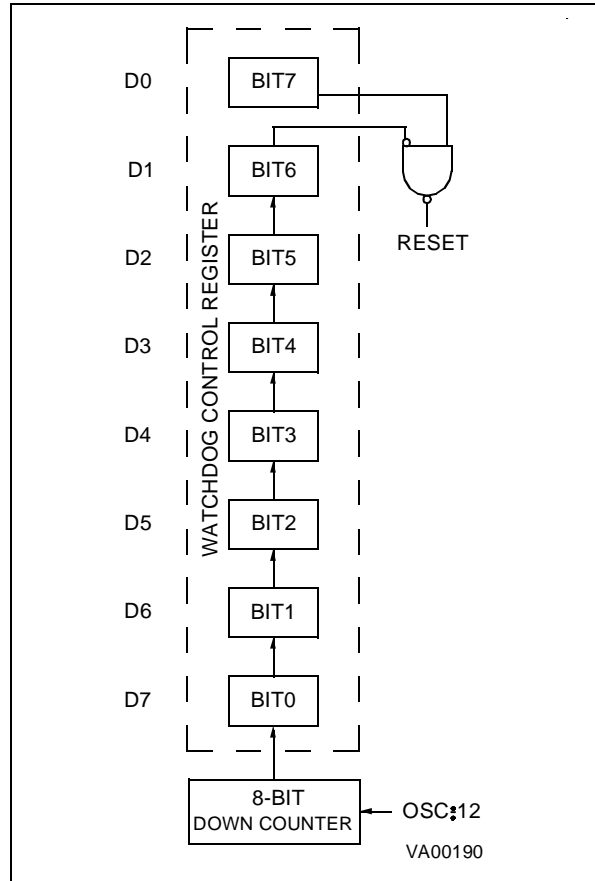 D0 BIT7
D1 BIT6
RESET
D2 BIT5
D3 BIT4
D4 BIT3
D5 BIT2
D6 BIT1
D7 BIT0
WATCHDOG CONTROL REGISTER
8-BIT
DOWN COUNTER
OSC÷12
VA00190